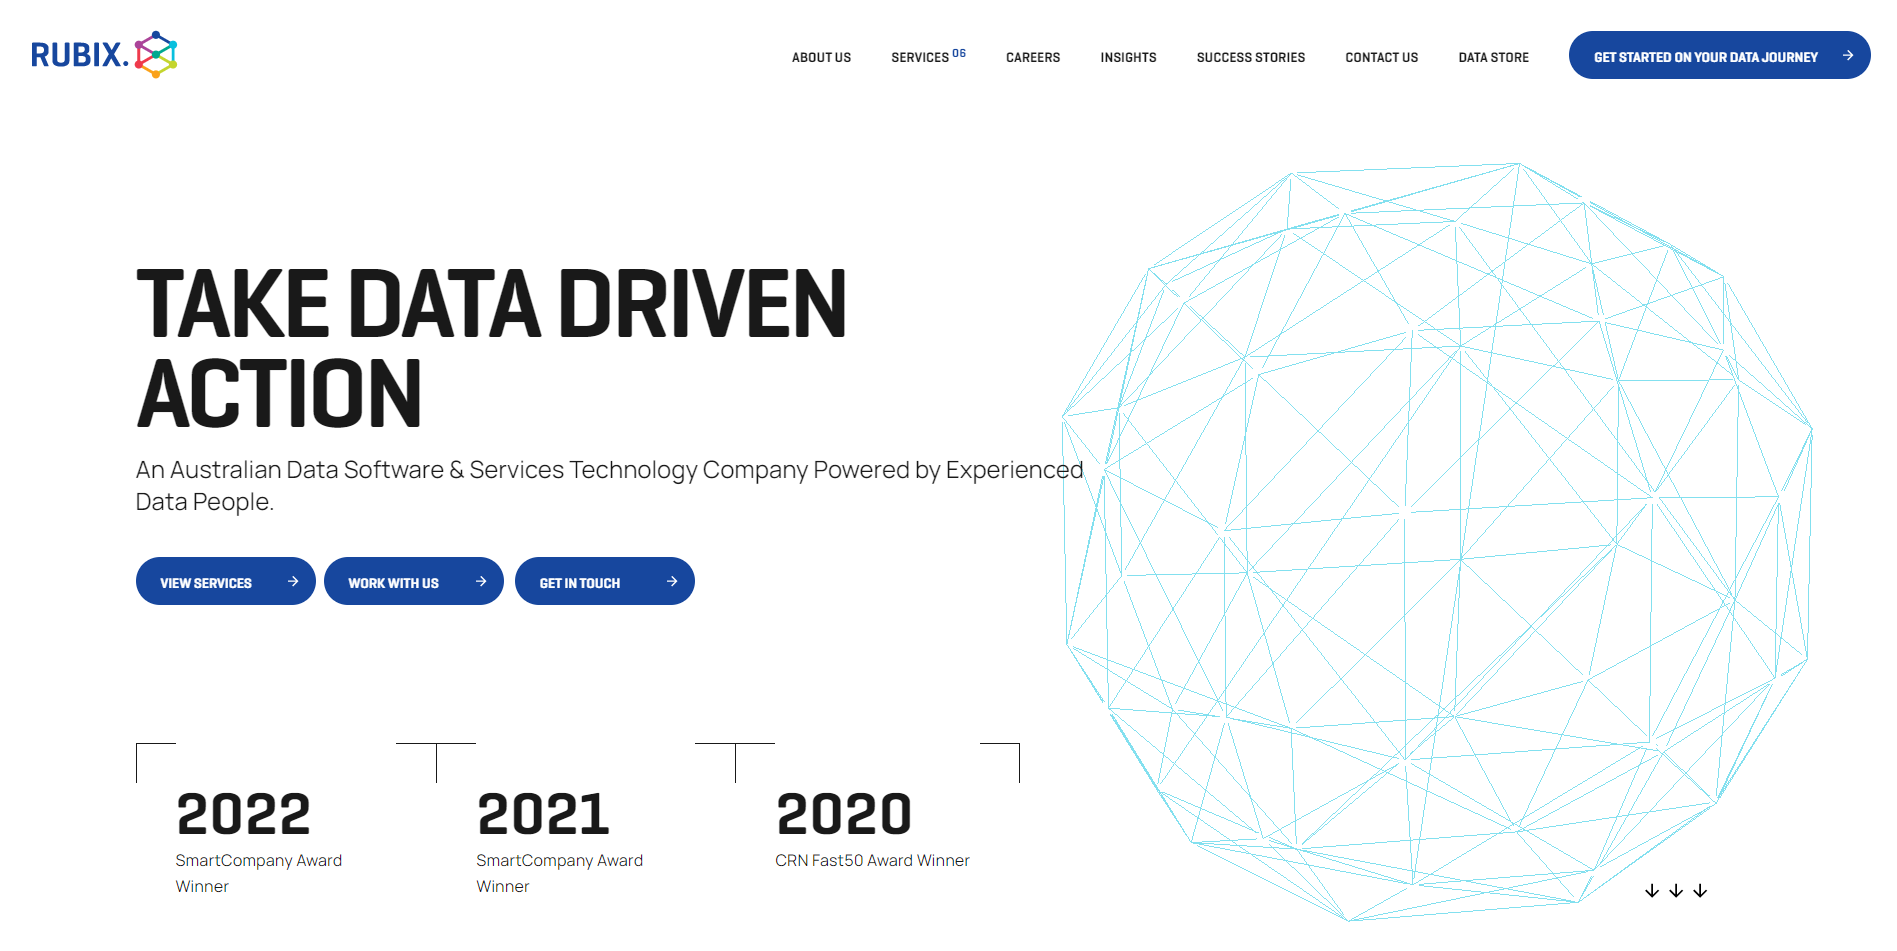 RUBIX.
ABOUT US
SERVICES 06
CAREERS
INSIGHTS
SUCCESS STORIES
CONTACT US
DATA STORE
GET STARTED ON YOUR DATA JOURNEY
TAKE DATA DRIVEN
ACTION
An Australian Data Software & Services Technology Company Powered by Experienced
Data People.
VIEW SERVICES
WORK WITH US
GET IN TOUCH
2022
SmartCompany Award
Winner
2021
SmartCompany Award
Winner
2020
CRN Fast50 Award Winner